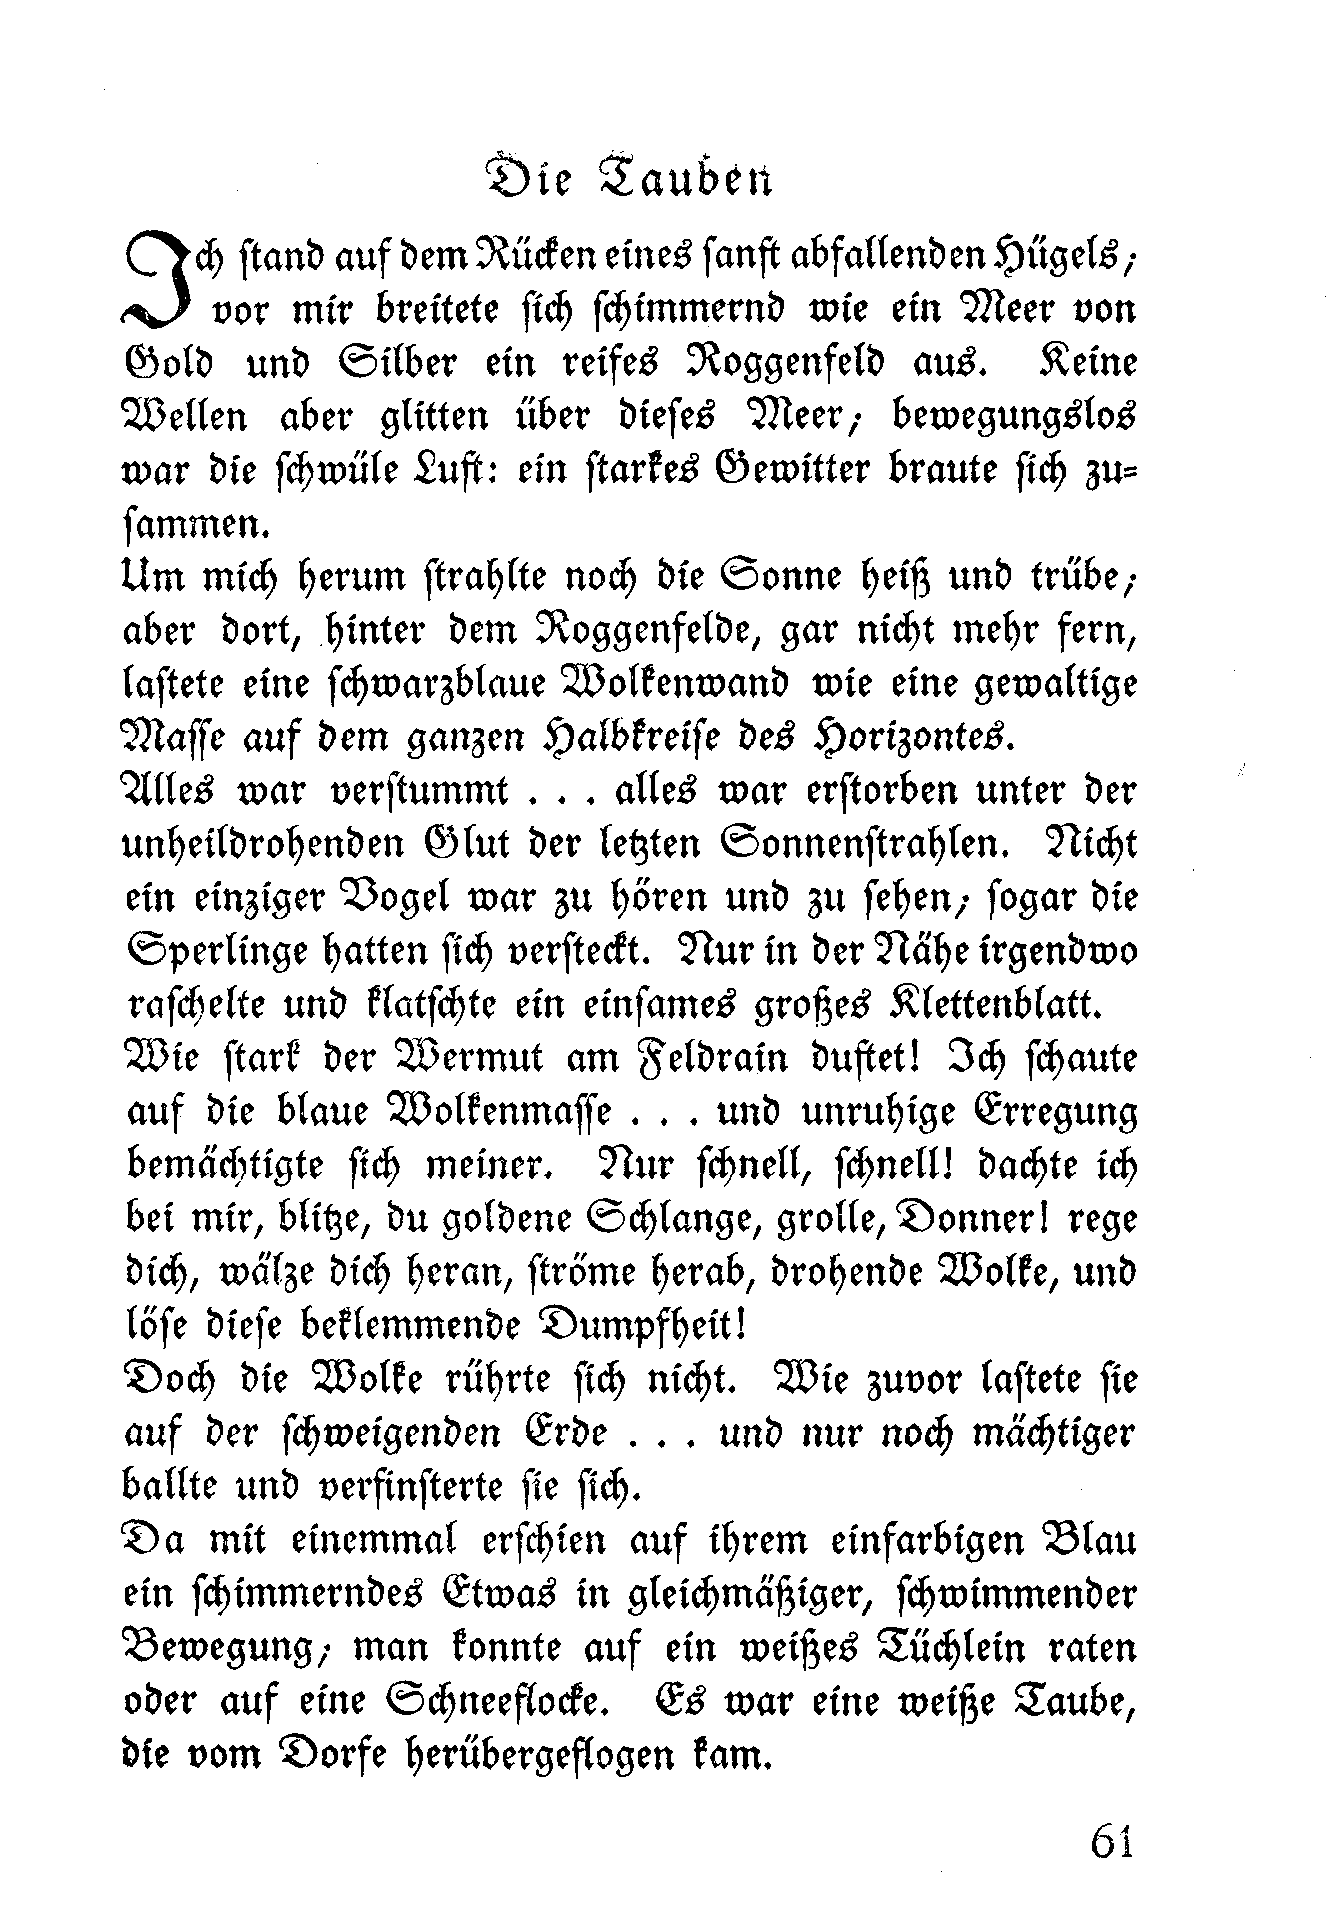 Die Tauben
Ich stand auf dem Rücken eines sanft abfallenden Hügels;
vor mir breitete sich schimmernd wie ein Meer von
Gold und Silber ein reifes Roggenfeld aus. Keine
Wellen aber glitten über dieses Meer; bewegungslos
war die schwüle Luft: ein starkes Gewitter braute sich zu=
sammen.
Um mich herum strahlte noch die Sonne heiß und trübe;
aber dort, hinter dem Roggenfelde, gar nicht mehr fern,
lastete eine schwarzblaue Wolkenwand wie eine gewaltige
Masse auf dem ganzen Halbkreise des Horizontes.
Alles war verstummt . . . alles war erstorben unter der
unheildrohenden Glut der letzten Sonnenstrahlen. Nicht
ein einziger Vogel war zu hören und zu sehen; sogar die
Sperlinge hatten sich versteckt. Nur in der Nähe irgendwo
raschelte und klatschte ein einsames großes Klettenblatt.
Wie stark der Wermut am Feldrain duftet! Ich schaute
auf die blaue Wolkenmasse . . . und unruhige Erregung
bemächtigte sich meiner. Nur schnell, schnell! dachte ich
bei mir, blitze, du goldene Schlange, grolle, Donner! rege
dich, wälze dich heran, ströme herab, drohende Wolke, und
löse diese beklemmende Dumpfheit!
Doch die Wolke rührte sich nicht. Wie zuvor lastete sie
auf der schweigenden Erde . . . und nur noch mächtiger
ballte und verfinsterte sie sich.
Da mit einemmal erschien auf ihrem einfarbigen Blau
ein schimmerndes Etwas in gleichmäßiger, schwimmender
Bewegung; man konnte auf ein weißes Tüchlein raten
oder auf eine Schneeflocke. Es war eine weiße Taube,
die vom Dorfe herübergeflogen kam.
61